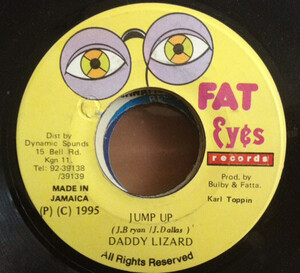 FAT
Eyes
records
Dist by
Dynamic Sounds
15 Bell Rd.
Kgn 11,
Tel: 92-39138
/39139
Prod. by
Bulby & Fatta.
Karl Toppin
MADE IN
JAMAICA
(P) (C) 1995
JUMP UP
(J.Bryan /J.Dallas )
DADDY LIZARD
All Rights Reserved